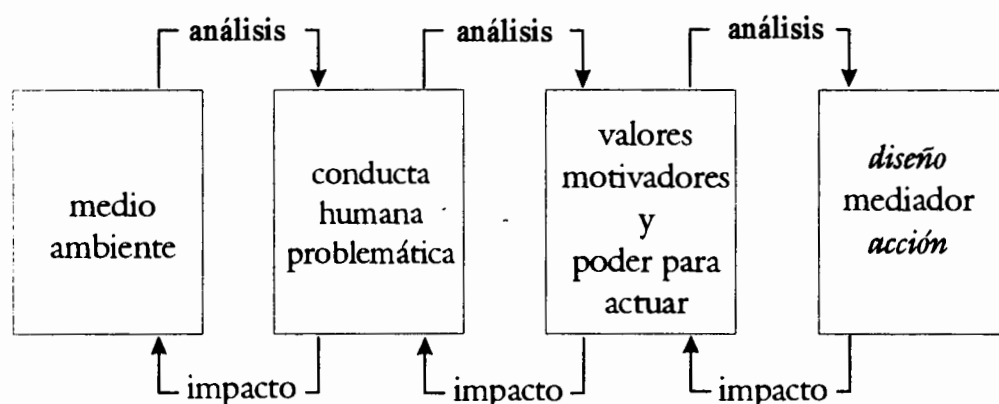 análisis análisis análisis
medio
ambiente
conducta
humana
problemática
valores
motivadores
y
poder para
actuar
diseño
mediador
acción
impacto impacto impacto